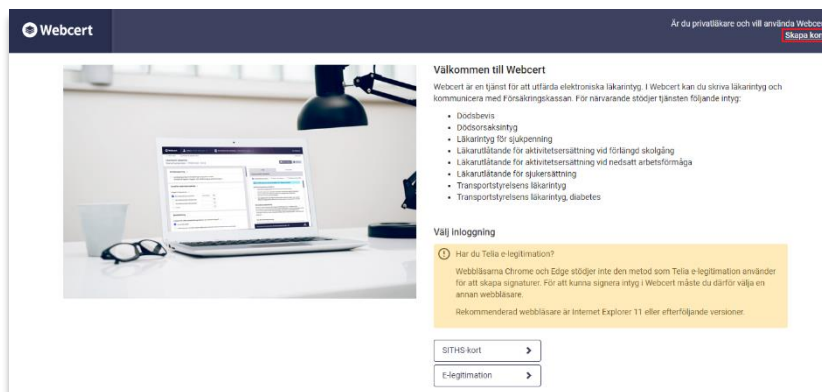 Webcert
Är du privatläkare och vill använda Webcer
Skapa kon
Välkommen till Webcert
Webcert är en tjänst för att utfärda elektroniska läkarintyg. I Webcert kan du skriva läkarintyg och
kommunicera med Försäkringskassan. För närvarande stödjer tjänsten följande intyg:
• Dödsbevis
• Dödsorsaksintyg
• Läkarintyg för sjukpenning
• Läkarutlåtande för aktivitetsersättning vid förlängd skolgång
• Läkarutlåtande för aktivitetsersättning vid nedsatt arbetsförmåga
• Läkarutlåtande för sjukersättning
• Transportstyrelsens läkarintyg
• Transportstyrelsens läkarintyg, diabetes
Välj inloggning
Har du Telia e-legitimation?
Webbläsarna Chrome och Edge stödjer inte den metod som Telia e-legitimation använder
för att skapa signaturer. För att kunna signera intyg i Webcert måste du därför välja en
annan webbläsare.
Rekommenderad webbläsare är Internet Explorer 11 eller efterföljande versioner.
SITHS-kort
E-legitimation